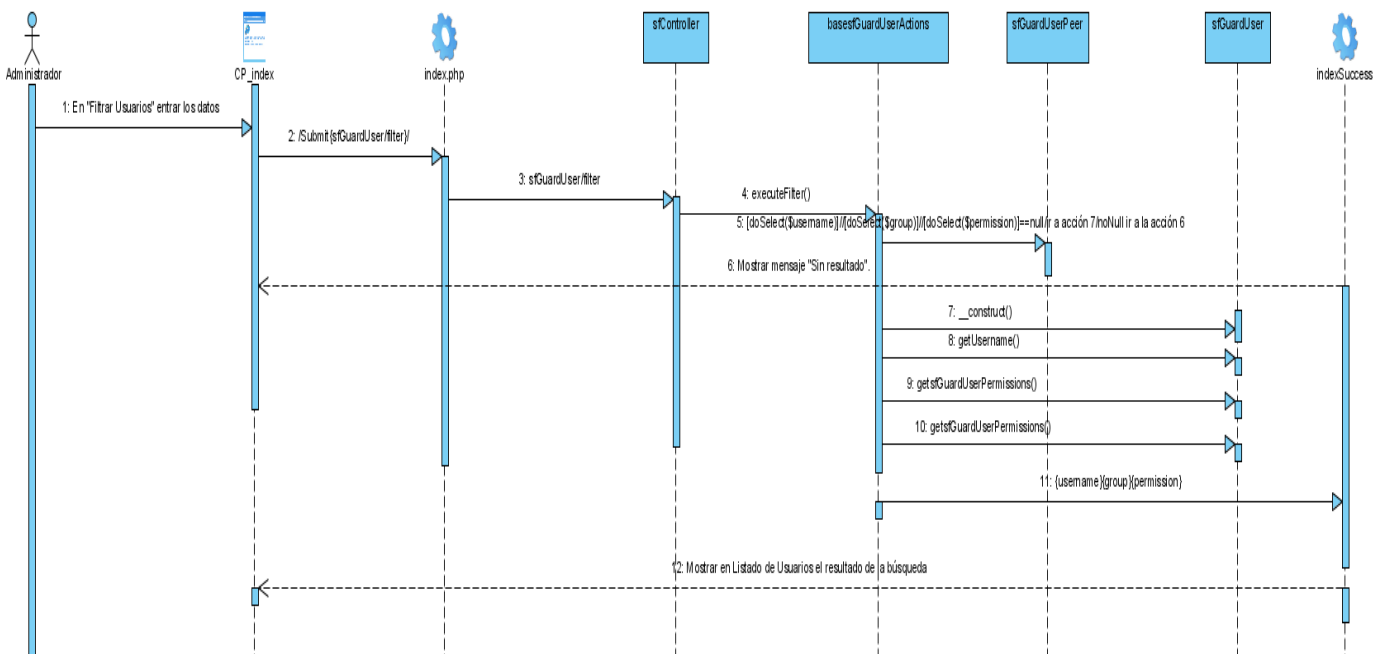 sfController
basesfGuardUserActions
sfGuardUserPeer
sfGuardUser
Administrador
CP_index
index.php
indexSuccess
1: En "Filtrar Usuarios" entrar los datos
2: /Submit{sfGuardUser/filter}/
3: sfGuardUser/filter
4: executeFilter()
5: [doSelect($username)]//[doSelect($group)]//[doSelect($permission)]==null/ir a acción 7/noNull ir a la acción 6
6: Mostrar mensaje "Sin resultado".
7: __construct()
8: getUsername()
9: getsfGuardUserPermissions()
10: getsfGuardUserPermissions()
11: {username}{group}{permission}
12: Mostrar en Listado de Usuarios el resultado de la búsqueda